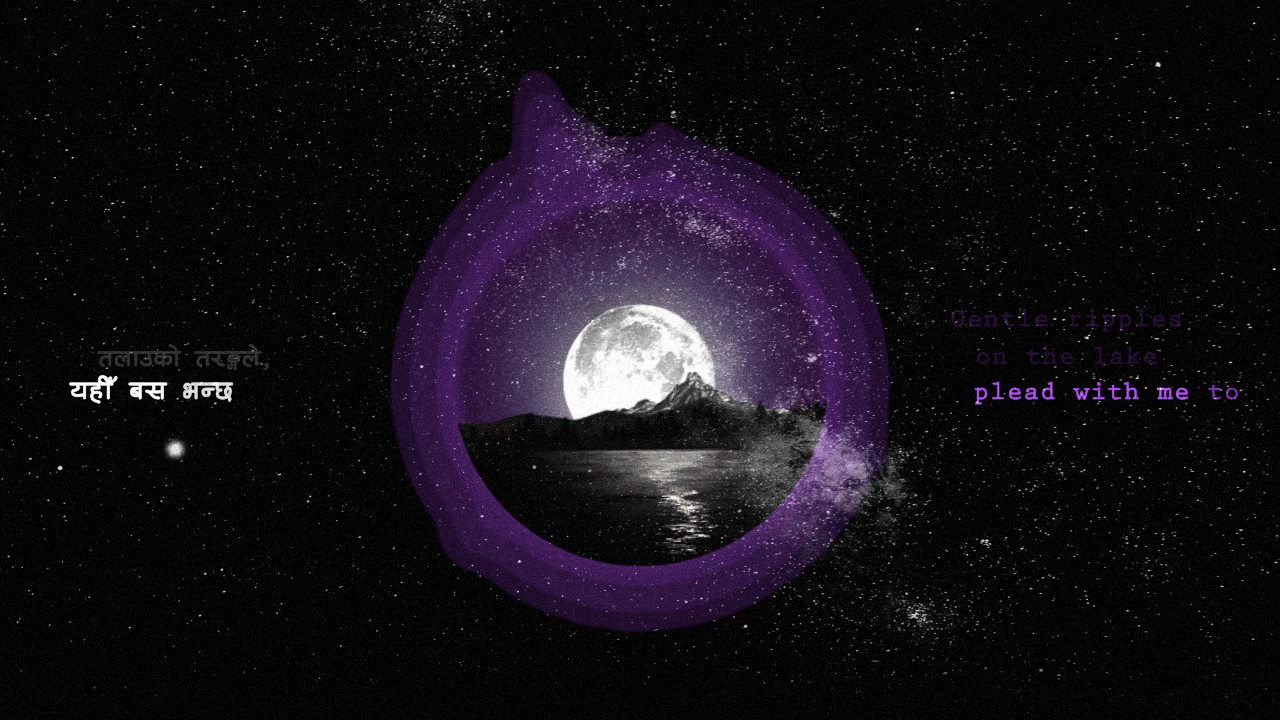 तलाउको तरङ्गले,
यहीँ बस भन्छ
Gentle ripples
on the lake
plead with me to